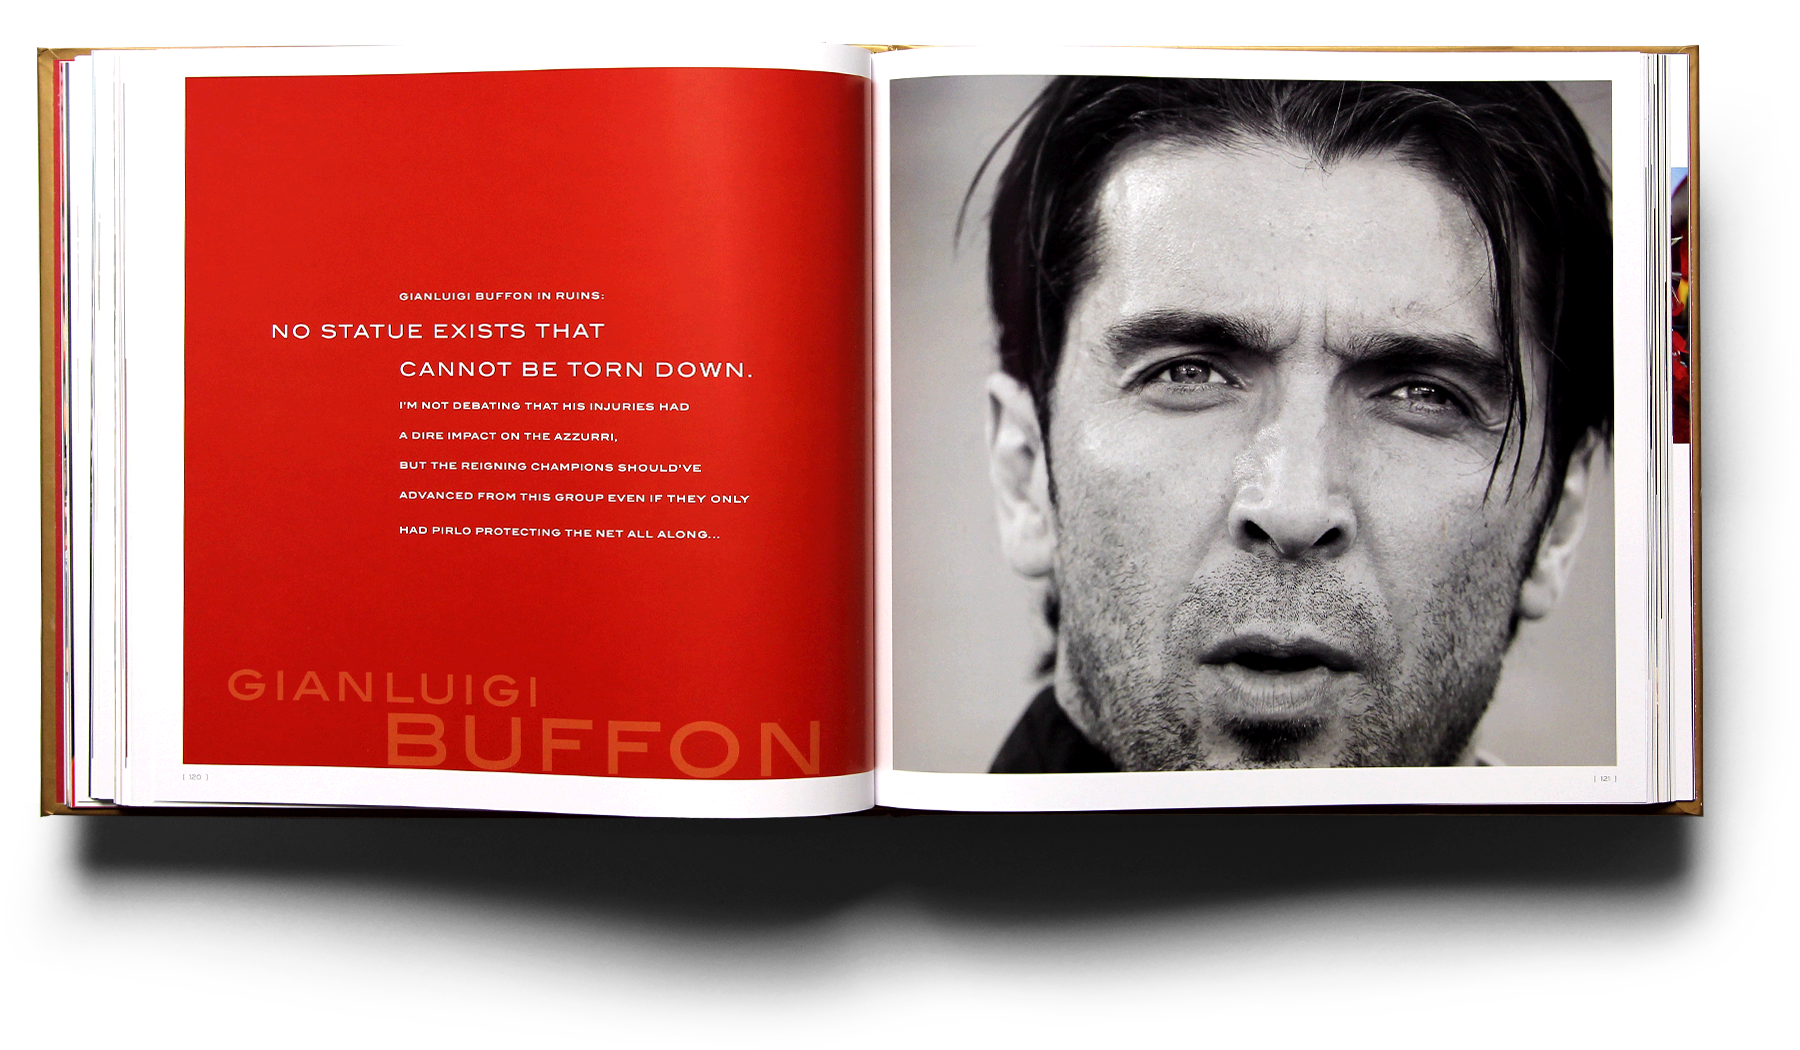 GIANLUIGI BUFFON IN RUINS:
NO STATUE EXISTS THAT
CANNOT BE TORN DOWN.
I'M NOT DEBATING THAT HIS INJURIES HAD
A DIRE IMPACT ON THE AZZURRI,
BUT THE REIGNING CHAMPIONS SHOULD'VE
ADVANCED FROM THIS GROUP EVEN IF THEY ONLY
HAD PIRLO PROTECTING THE NET ALL ALONG...
GIANLUIGI
BUFFON
[ 120 ]
[ 121 ]